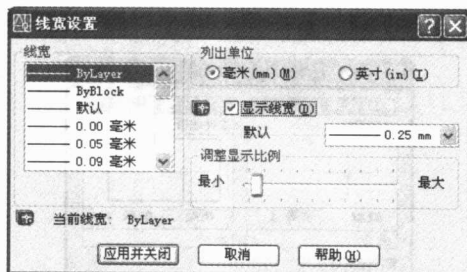 线宽设置
线宽
ByLayer
ByBlock
默认
0.00 毫米
0.05 毫米
0.09 毫米
列出单位
毫米(mm)(M)
英寸(in)(I)
显示线宽(D)
默认
0.25 mm
调整显示比例
最小
最大
当前线宽: ByLayer
应用并关闭
取消
帮助(H)